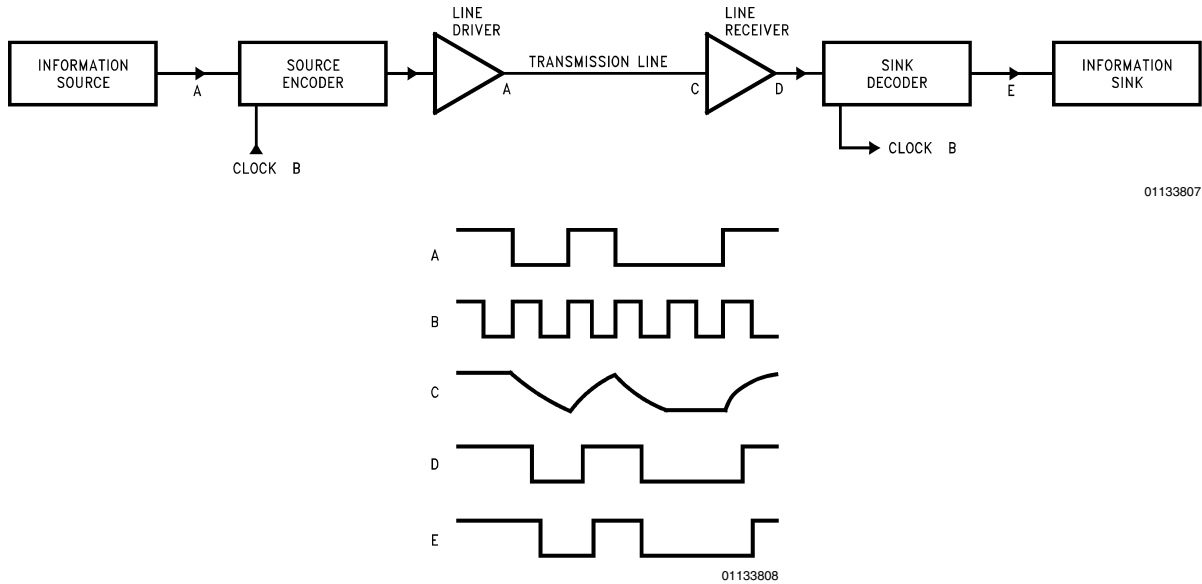 LINE
DRIVER
LINE
RECEIVER
INFORMATION
SOURCE
A
SOURCE
ENCODER
A
TRANSMISSION LINE
C
D
SINK
DECODER
E
INFORMATION
SINK
CLOCK B
CLOCK B
01133807
A
B
C
D
E
01133808